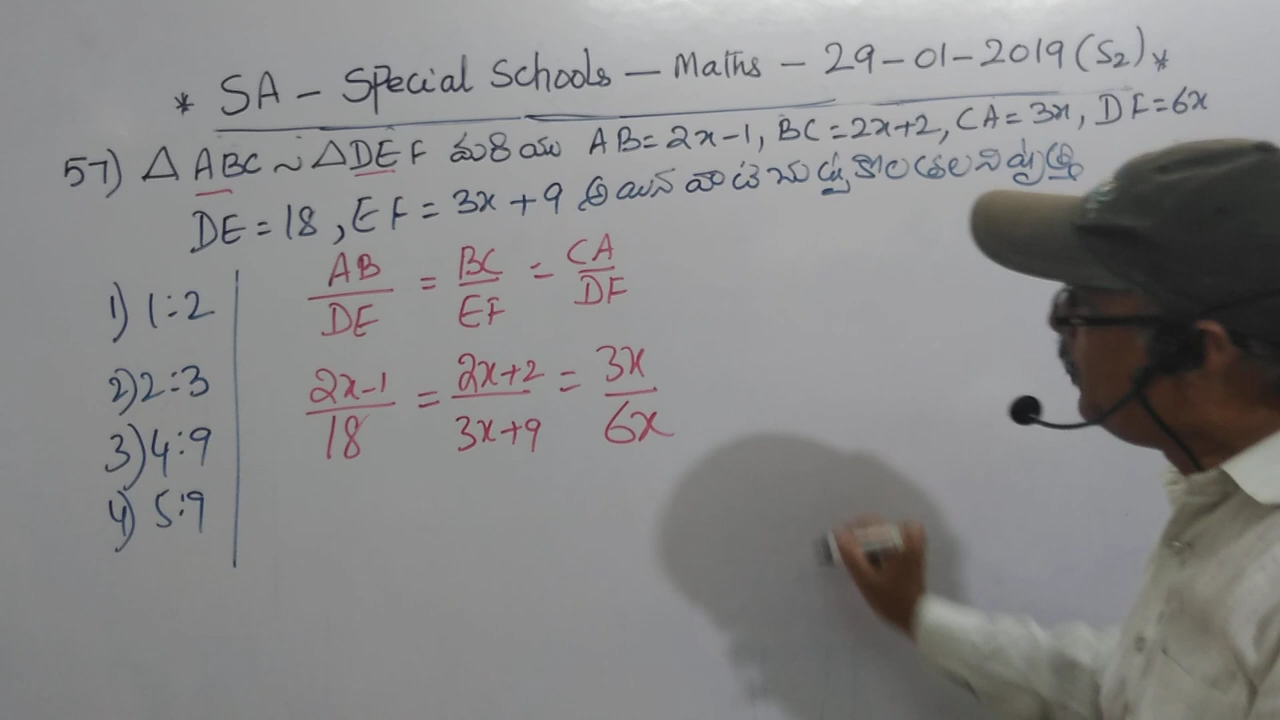 * SA - Special Schools - Maths - 29-01-2019 (S₂) *
57) △ABC ~ △DEF మరియు AB=2x-1, BC=2x+2, CA=3x, DF=6x
DE=18, EF=3x+9 అయిన వాటి చుట్టుకొలతల నిష్పత్తి
1) 1:2
2) 2:3
3) 4:9
4) 5:9
AB/DE = BC/EF = CA/DF
2x-1/18 = 2x+2/3x+9 = 3x/6x